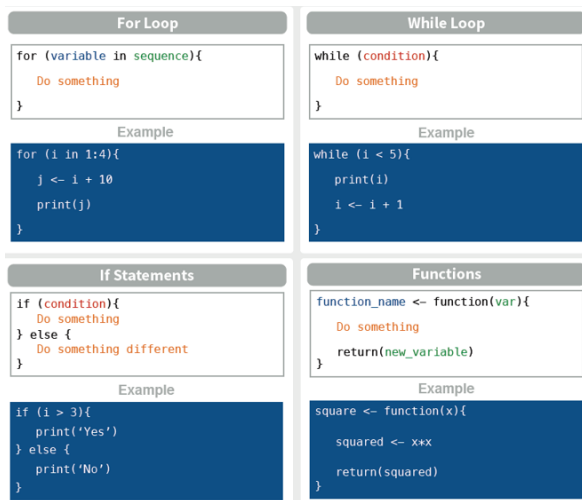 For Loop
for (variable in sequence){
Do something
}
Example
for (i in 1:4){
j <- i + 10
print(j)
}
While Loop
while (condition){
Do something
}
Example
while (i < 5){
print(i)
i <- i + 1
}
If Statements
if (condition){
Do something
} else {
Do something different
}
Example
if (i > 3){
print(‘Yes’)
} else {
print(‘No’)
}
Functions
function_name <- function(var){
Do something
return(new_variable)
}
Example
square <- function(x){
squared <- x*x
return(squared)
}